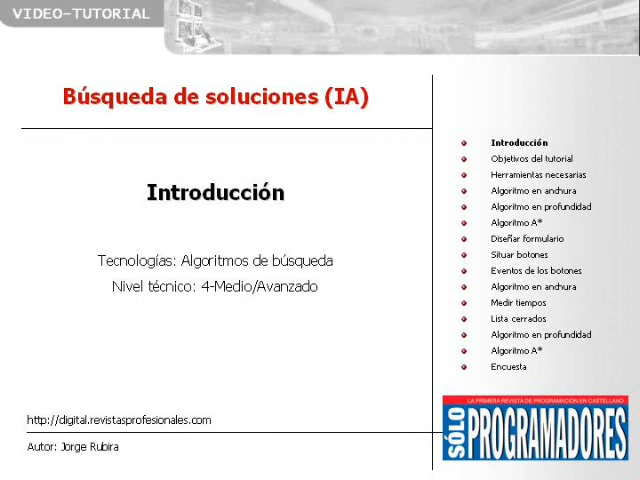 VIDEO-TUTORIAL
Búsqueda de soluciones (IA)
Introducción
Tecnologías: Algoritmos de búsqueda
Nivel técnico: 4-Medio/Avanzado
http://digital.revistasprofesionales.com
Autor: Jorge Rubira
Introducción
Objetivos del tutorial
Herramientas necesarias
Algoritmo en anchura
Algoritmo en profundidad
Algoritmo A*
Diseñar formulario
Situar botones
Eventos de los botones
Algoritmo en anchura
Medir tiempos
Lista cerrados
Algoritmo en profundidad
Algoritmo A*
Encuesta
LA PRIMERA REVISTA DE PROGRAMACIÓN EN CASTELLANO
SÓLO
PROGRAMADORES